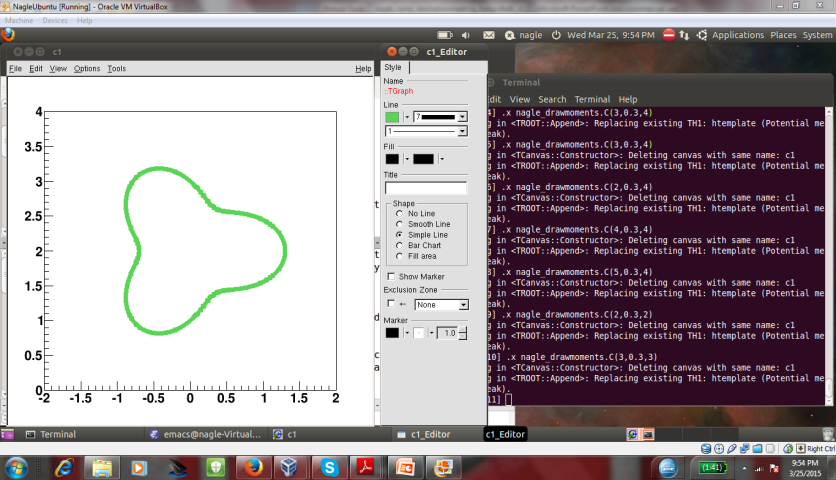 NagleUbuntu [Running] - Oracle VM VirtualBox
Machine Devices Help
nagle Wed Mar 25, 9:54 PM Applications Places System
c1
File Edit View Options Tools Help
4
3.5
3
2.5
2
1.5
1
0.5
0
-2 -1.5 -1 -0.5 0 0.5 1 1.5 2
c1_Editor
Style
Name
::TGraph
Line
7
1
Fill
Title
Shape
No Line
Smooth Line
Simple Line
Bar Chart
Fill area
Show Marker
Exclusion Zone
None
Marker
1.0
Terminal
dit View Search Terminal Help
4] .x nagle_drawmoments.C(3,0.3,4)
g in <TROOT::Append>: Replacing existing TH1: htemplate (Potential me
eak).
5] .x nagle_drawmoments.C(3,0.3,4)
g in <TCanvas::Constructor>: Deleting canvas with same name: c1
g in <TROOT::Append>: Replacing existing TH1: htemplate (Potential me
eak).
6] .x nagle_drawmoments.C(2,0.3,4)
g in <TCanvas::Constructor>: Deleting canvas with same name: c1
g in <TROOT::Append>: Replacing existing TH1: htemplate (Potential me
eak).
7] .x nagle_drawmoments.C(4,0.3,4)
g in <TCanvas::Constructor>: Deleting canvas with same name: c1
g in <TROOT::Append>: Replacing existing TH1: htemplate (Potential me
eak).
8] .x nagle_drawmoments.C(5,0.3,4)
g in <TCanvas::Constructor>: Deleting canvas with same name: c1
g in <TROOT::Append>: Replacing existing TH1: htemplate (Potential me
eak).
9] .x nagle_drawmoments.C(2,0.3,2)
g in <TCanvas::Constructor>: Deleting canvas with same name: c1
g in <TROOT::Append>: Replacing existing TH1: htemplate (Potential me
eak).
10] .x nagle_drawmoments.C(3,0.3,3)
g in <TCanvas::Constructor>: Deleting canvas with same name: c1
g in <TROOT::Append>: Replacing existing TH1: htemplate (Potential me
eak).
11]
Terminal emacs@nagle-Virtual... c1 c1_Editor c1_Editor
Right Ctrl
(1:41) 9:54 PM
3/25/2015